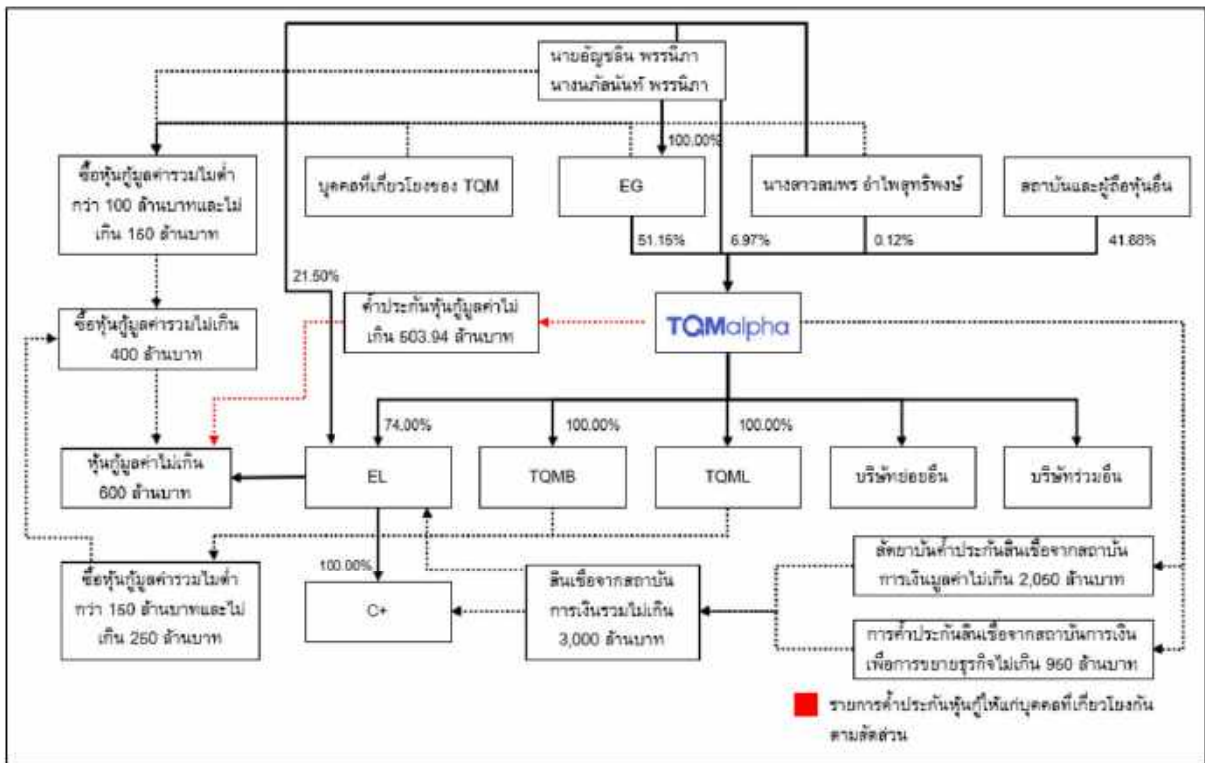 นายอัญชลิน พรรนิภา
นางนภัสนันท์ พรรนิภา
100.00%
ซื้อหุ้นกู้มูลค่ารวมไม่ต่ำ
กว่า 100 ล้านบาทและไม่
เกิน 150 ล้านบาท
บุคคลที่เกี่ยวโยงของ TQM
EG
นางสาวสมพร อำไพสุทธิพงษ์
สถาบันและผู้ถือหุ้นอื่น
51.15%
6.97%
0.12%
41.68%
21.50%
ซื้อหุ้นกู้มูลค่ารวมไม่เกิน
400 ล้านบาท
ค้ำประกันหุ้นกู้มูลค่าไม่
เกิน 503.94 ล้านบาท
TQMalpha
74.00%
100.00%
100.00%
หุ้นกู้มูลค่าไม่เกิน
600 ล้านบาท
EL
TQMB
TQML
บริษัทย่อยอื่น
บริษัทร่วมอื่น
100.00%
ซื้อหุ้นกู้มูลค่ารวมไม่ต่ำ
กว่า 150 ล้านบาทและไม่
เกิน 250 ล้านบาท
C+
สินเชื่อจากสถาบัน
การเงินรวมไม่เกิน
3,000 ล้านบาท
สัตยาบันค้ำประกันสินเชื่อจากสถาบัน
การเงินมูลค่าไม่เกิน 2,050 ล้านบาท
การค้ำประกันสินเชื่อจากสถาบันการเงิน
เพื่อการขยายธุรกิจไม่เกิน 950 ล้านบาท
รายการค้ำประกันหุ้นกู้ให้แก่บุคคลที่เกี่ยวโยงกัน
ตามสัดส่วน